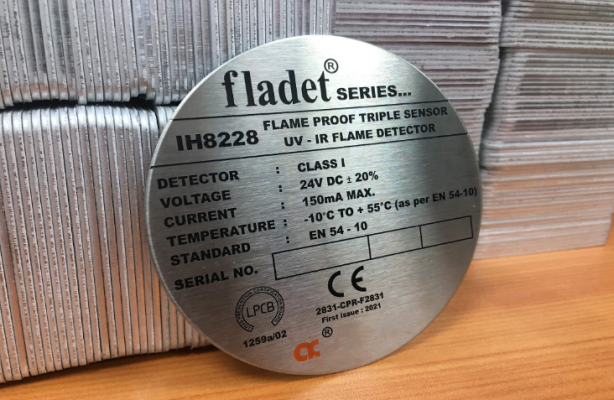 fladet® SERIES...
IH8228 FLAME PROOF TRIPLE SENSOR
UV - IR FLAME DETECTOR
DETECTOR : CLASS I
VOLTAGE : 24V DC ± 20%
CURRENT : 150mA MAX.
TEMPERATURE : -10°C TO + 55°C (as per EN 54-10)
STANDARD : EN 54 - 10
SERIAL NO.
CE
2831-CPR-F2831
First issue : 2021
LPCB
1259a/02
®